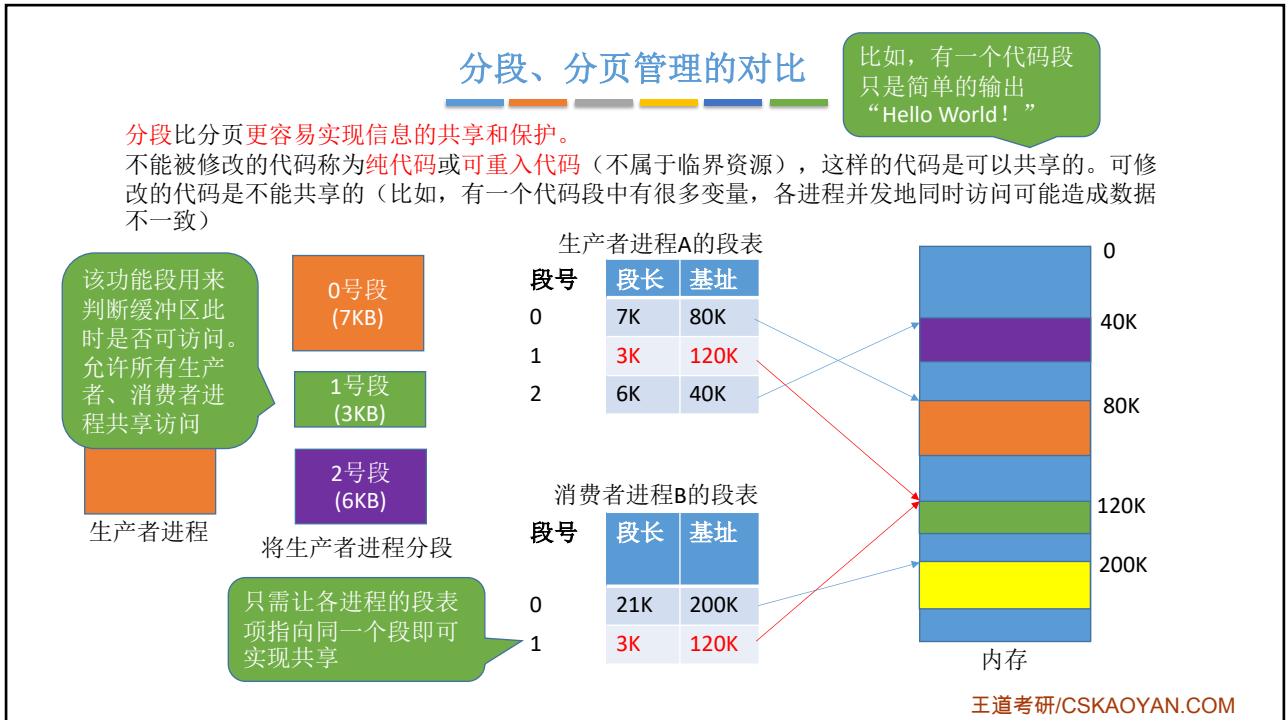 分段、分页管理的对比
比如，有一个代码段
只是简单的输出
“Hello World！”
分段比分页更容易实现信息的共享和保护。
不能被修改的代码称为纯代码或可重入代码（不属于临界资源），这样的代码是可以共享的。可修
改的代码是不能共享的（比如，有一个代码段中有很多变量，各进程并发地同时访问可能造成数据
不一致）
该功能段用来
判断缓冲区此
时是否可访问。
允许所有生产
者、消费者进
程共享访问
生产者进程
0号段
(7KB)
1号段
(3KB)
2号段
(6KB)
将生产者进程分段
生产者进程A的段表
段号 段长 基址
0 7K 80K
1 3K 120K
2 6K 40K
消费者进程B的段表
段号 段长 基址
0 21K 200K
1 3K 120K
只需让各进程的段表
项指向同一个段即可
实现共享
0
40K
80K
120K
200K
内存
王道考研/CSKAOYAN.COM